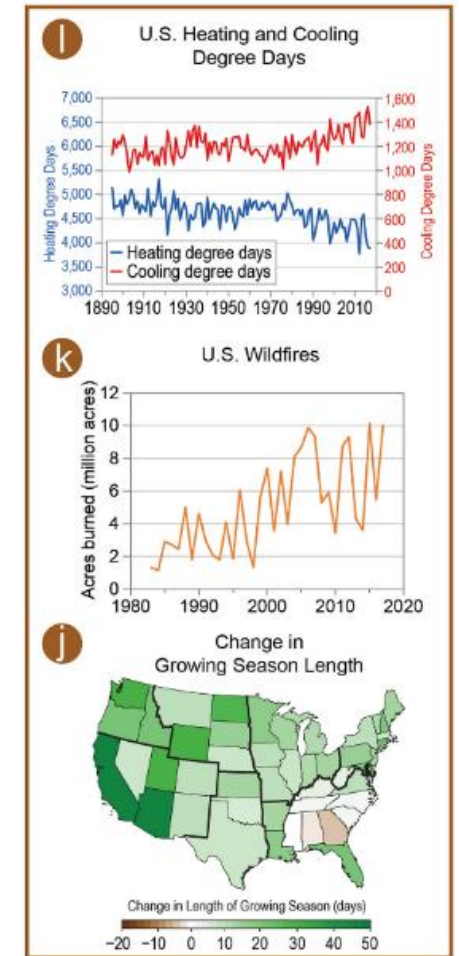 l
U.S. Heating and Cooling
Degree Days
7,000
6,500
6,000
5,500
5,000
4,500
4,000
3,500
3,000
Heating Degree Days
1,600
1,400
1,200
1,000
800
600
400
200
0
Cooling Degree Days
Heating degree days
Cooling degree days
1890 1910 1930 1950 1970 1990 2010
k
U.S. Wildfires
Acres burned (million acres)
12
10
8
6
4
2
0
1980 1990 2000 2010 2020
j
Change in
Growing Season Length
Change in Length of Growing Season (days)
−20 −10 0 10 20 30 40 50